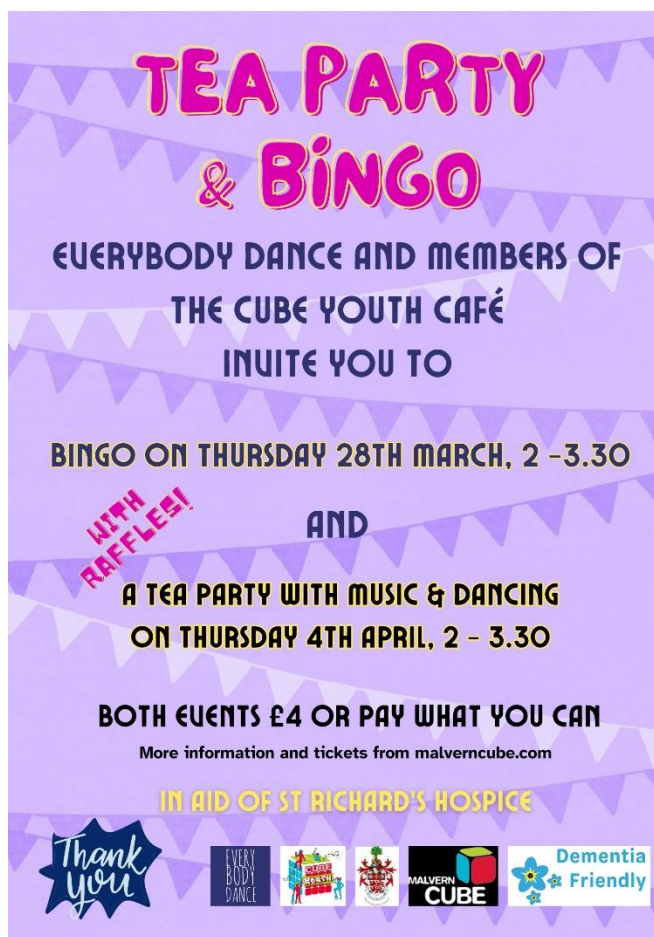 TEA PARTY
& BINGO
EVERYBODY DANCE AND MEMBERS OF
THE CUBE YOUTH CAFÉ
INVITE YOU TO
BINGO ON THURSDAY 28TH MARCH, 2 -3.30
WITH
RAFFLES!
AND
A TEA PARTY WITH MUSIC & DANCING
ON THURSDAY 4TH APRIL, 2 - 3.30
BOTH EVENTS £4 OR PAY WHAT YOU CAN
More information and tickets from malverncube.com
IN AID OF ST RICHARD'S HOSPICE
Thank
you
EVERY
BODY
DANCE
CUBE
YOUTH
MALVERN
CUBE
Dementia
Friendly